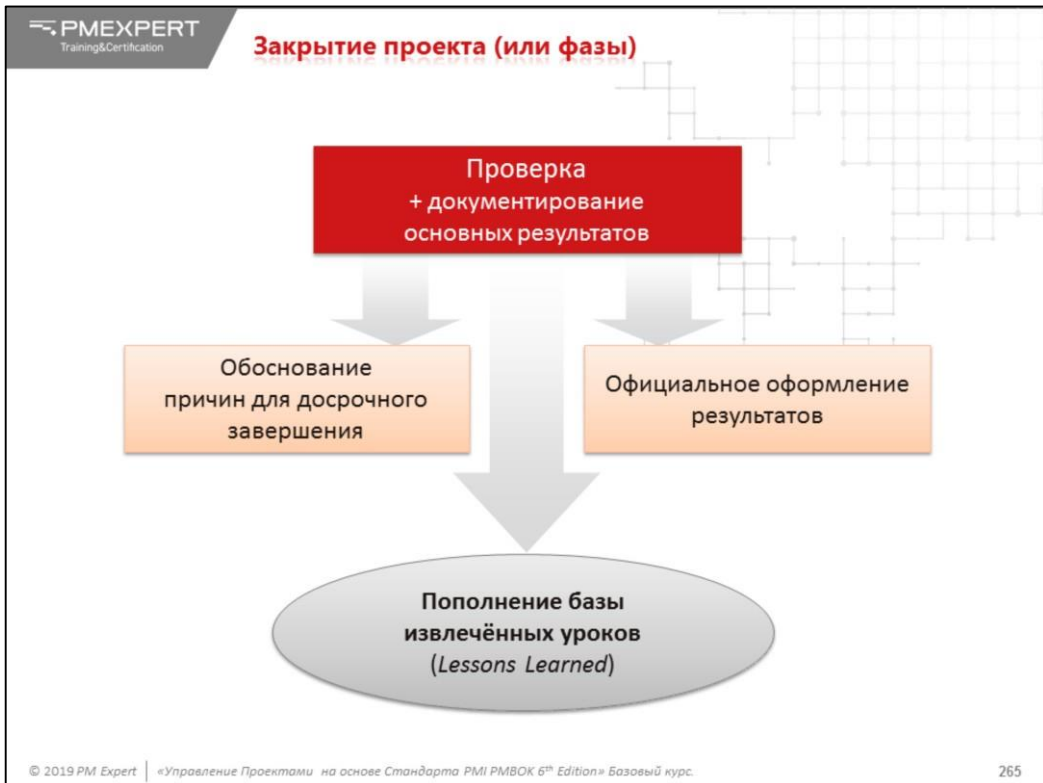 PMEXPERT
Training&Certification
Закрытие проекта (или фазы)
Проверка
+ документирование
основных результатов
Обоснование
причин для досрочного
завершения
Официальное оформление
результатов
Пополнение базы
извлечённых уроков
(Lessons Learned)
© 2019 PM Expert | «Управление Проектами на основе Стандарта PMI PMBOK 6th Edition» Базовый курс.
265